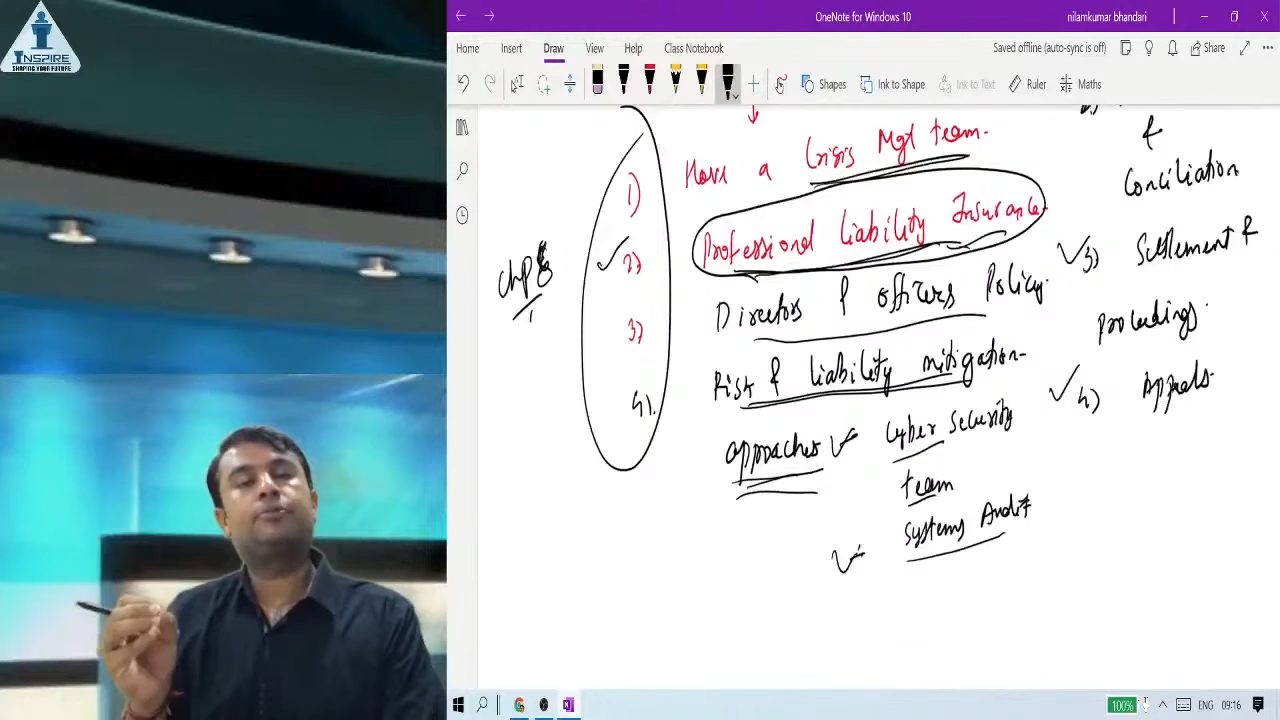 INSPIRE
SHAPING YOUR FUTURE
OneNote for Windows 10
nilamkumar bhandari
Home Insert Draw View Help Class Notebook
Saved offline (auto-sync is off)
Share
Shapes
Ink to Shape
Ink to Text
Ruler
Maths
Chp 8
1) Have a Crisis Mgt team.
2) Professional liability Insurance.
3) Directors & officers Policy.
4). Risk & liability mitigation
approaches
Cyber Security
team
Systems Audit
&
Conciliation
3) Settlement &
Proceedings.
4) Appeals.
100%
ENG 09:16